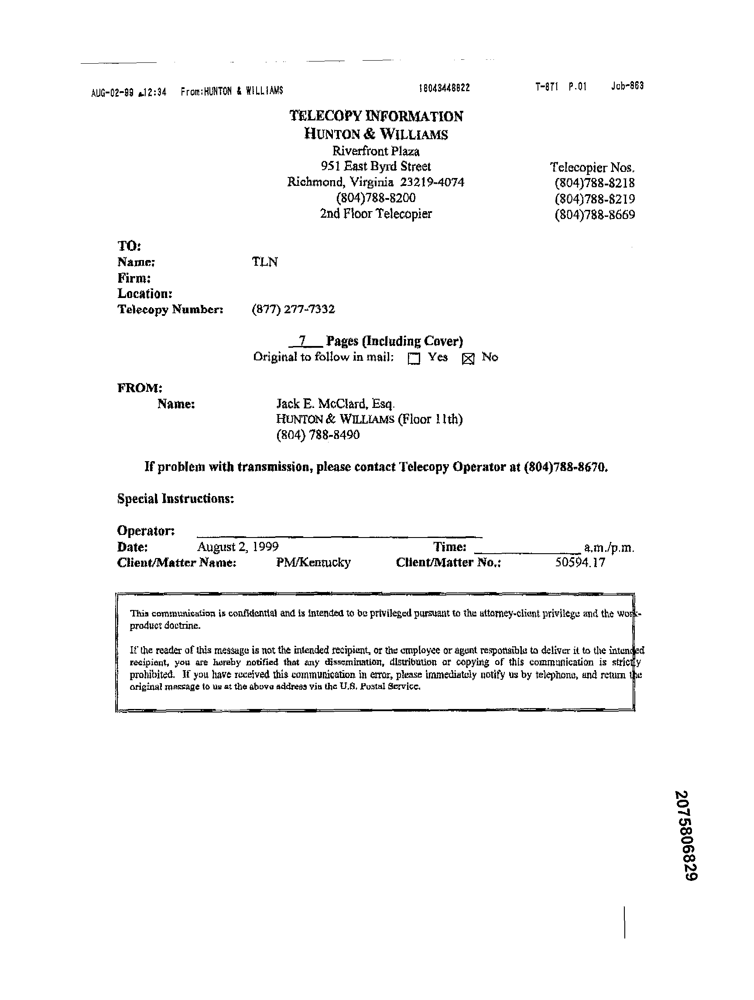 AUG-02-99 12:34 From:HUNTON & WILLIAMS 18043448822 T-871 P.01 Job-863
TELECOPY INFORMATION
HUNTON & WILLIAMS
Riverfront Plaza
951 East Byrd Street Telecopier Nos.
Richmond, Virginia 23219-4074 (804)788-8218
(804)788-8200 (804)788-8219
2nd Floor Telecopier (804)788-8669
TO:
Name: TLN
Firm:
Location:
Telecopy Number: (877) 277-7332
7 Pages (Including Cover)
Original to follow in mail: ☐ Yes ☒ No
FROM:
Name: Jack E. McClard, Esq.
HUNTON & WILLIAMS (Floor 11th)
(804) 788-8490
If problem with transmission, please contact Telecopy Operator at (804)788-8670.
Special Instructions:
Operator:
Date: August 2, 1999 Time: a.m./p.m.
Client/Matter Name: PM/Kentucky Client/Matter No.: 50594.17
This communication is confidential and is intended to be privileged pursuant to the attorney-client privilege and the work-
product doctrine.
If the reader of this message is not the intended recipient, or the employee or agent responsible to deliver it to the intended
recipient, you are hereby notified that any dissemination, distribution or copying of this communication is strictly
prohibited. If you have received this communication in error, please immediately notify us by telephone, and return the
original message to us at the above address via the U.S. Postal Service.
2075806829